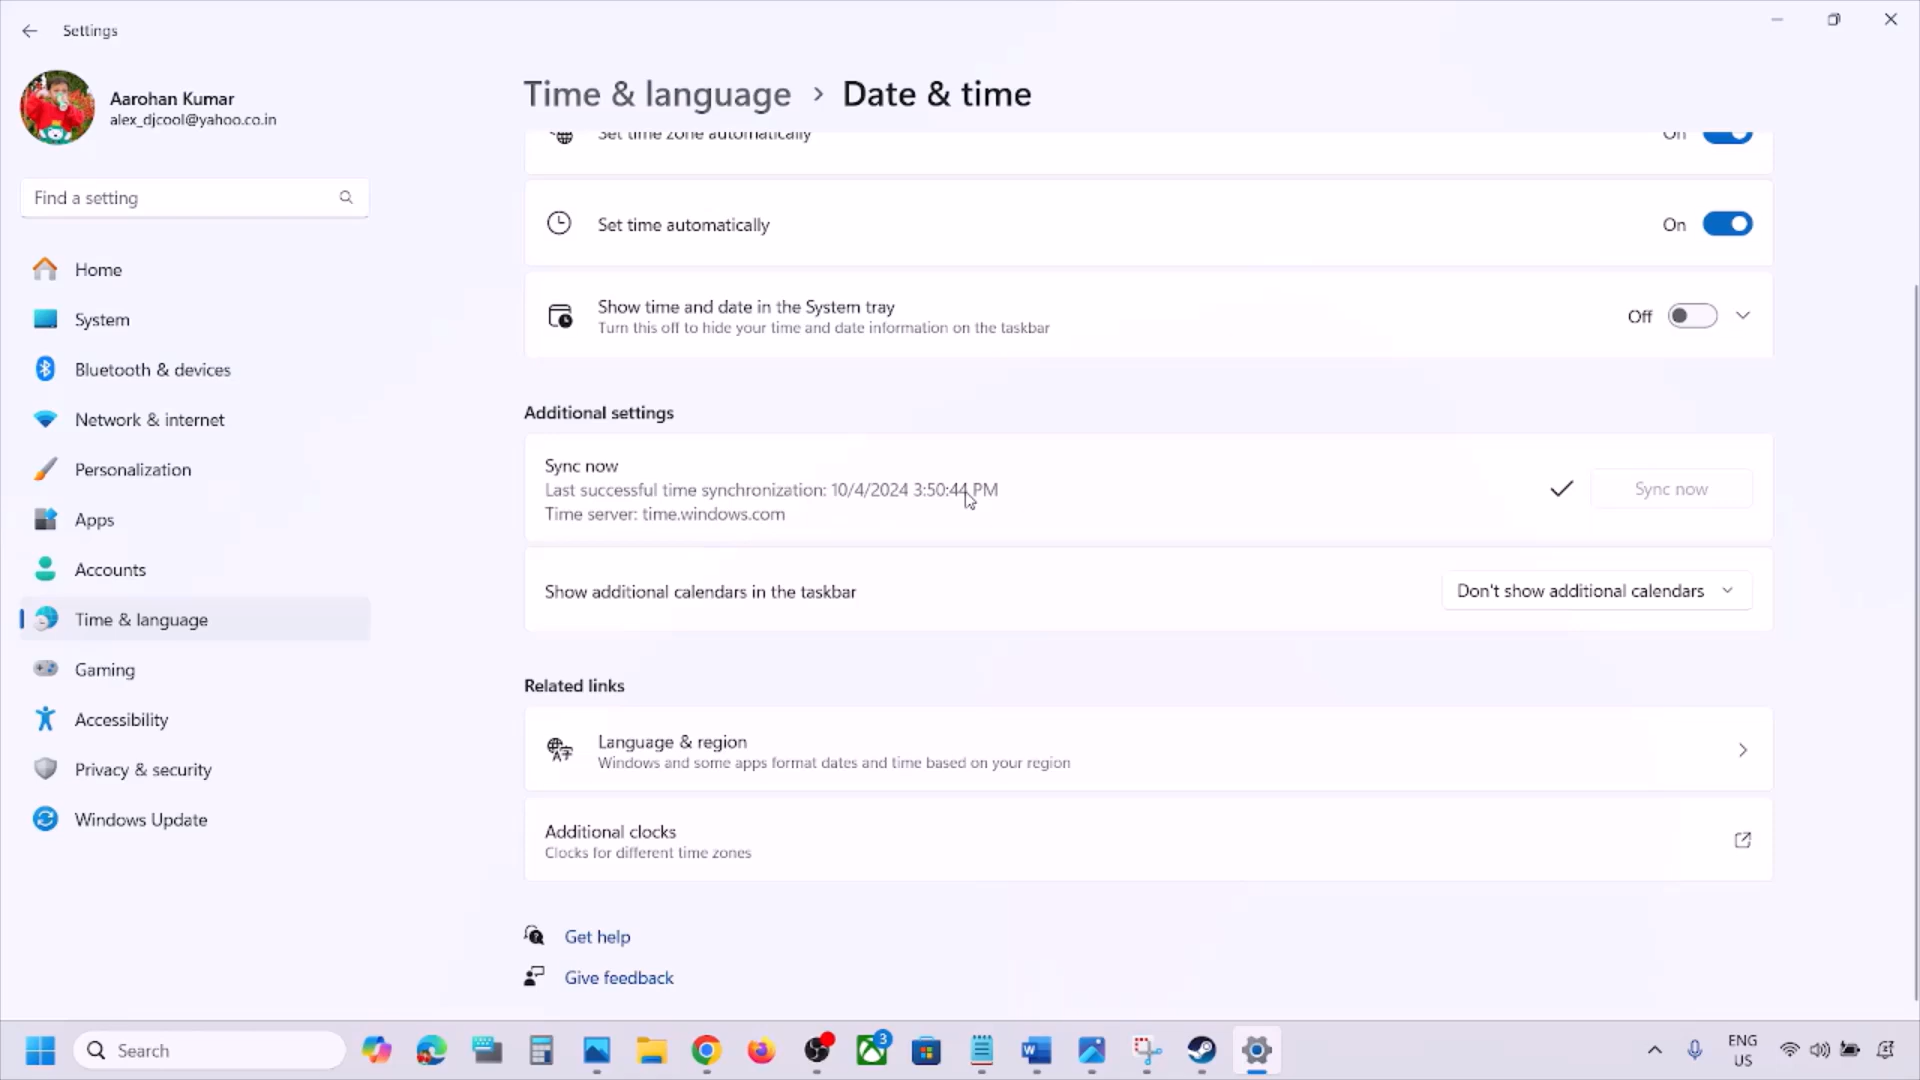 Settings
Aarohan Kumar
alex_djcool@yahoo.co.in
Find a setting
Home
System
Bluetooth & devices
Network & internet
Personalization
Apps
Accounts
Time & language
Gaming
Accessibility
Privacy & security
Windows Update
Time & language > Date & time
Set time zone automatically
On
Set time automatically
On
Show time and date in the System tray
Turn this off to hide your time and date information on the taskbar
Off
Additional settings
Sync now
Last successful time synchronization: 10/4/2024 3:50:44 PM
Time server: time.windows.com
Sync now
Show additional calendars in the taskbar
Don't show additional calendars
Related links
Language & region
Windows and some apps format dates and time based on your region
Additional clocks
Clocks for different time zones
Get help
Give feedback
Search
3
ENG
US